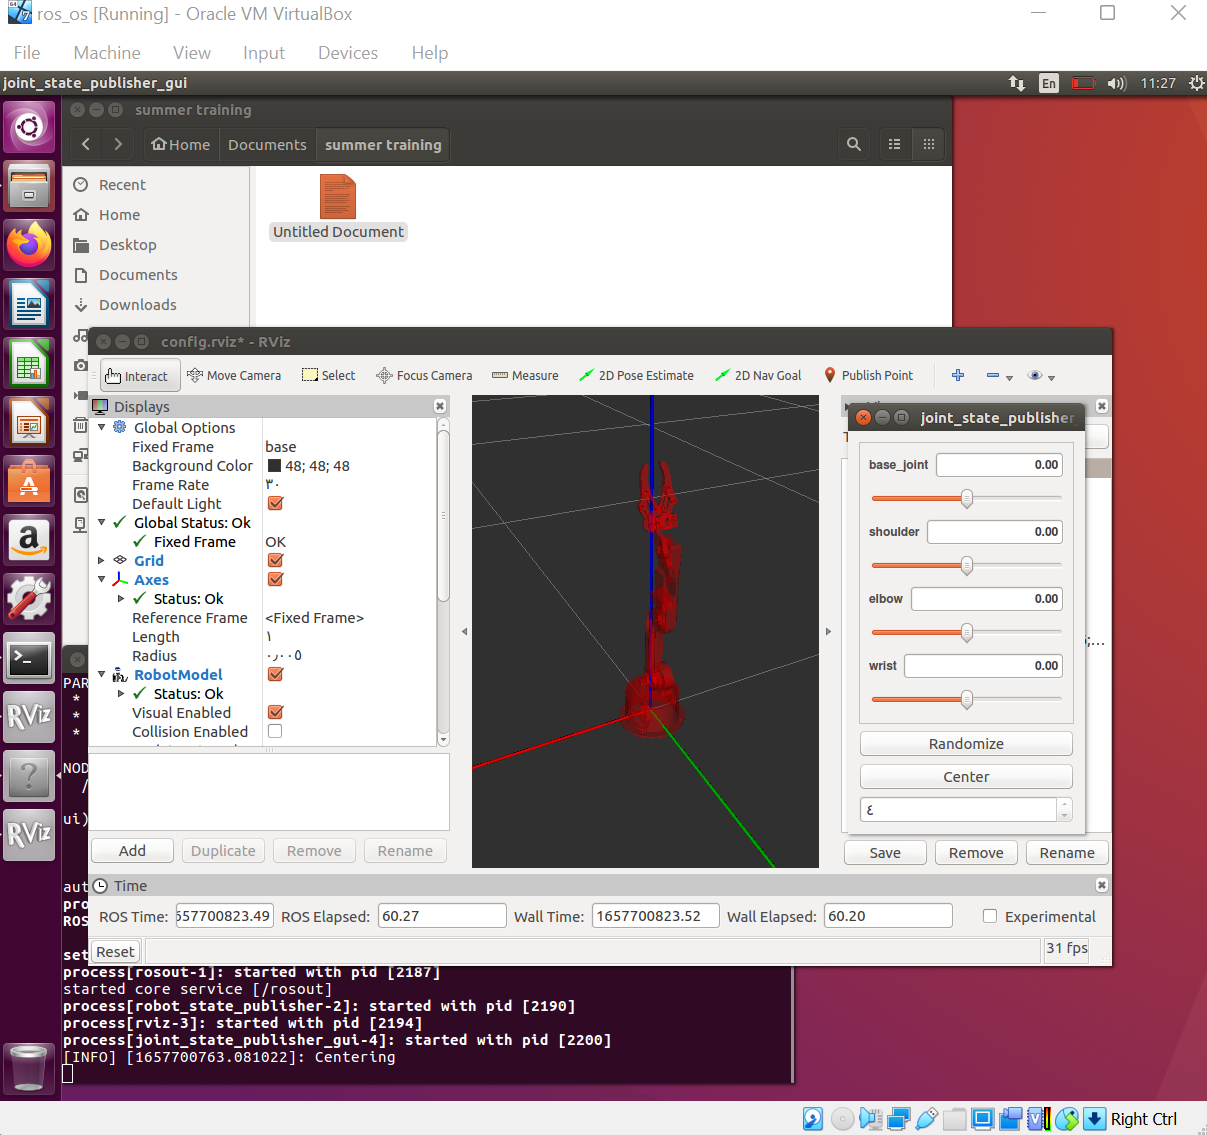 ros_os [Running] - Oracle VM VirtualBox
File Machine View Input Devices Help
joint_state_publisher_gui
En
11:27
summer training
Home
Documents
summer training
Recent
Home
Desktop
Documents
Downloads
Untitled Document
config.rviz* - RViz
Interact
Move Camera
Select
Focus Camera
Measure
2D Pose Estimate
2D Nav Goal
Publish Point
Displays
Global Options
Fixed Frame base
Background Color 48; 48; 48
Frame Rate ٣٠
Default Light
Global Status: Ok
Fixed Frame OK
Grid
Axes
Status: Ok
Reference Frame <Fixed Frame>
Length ١
Radius ٠٫٠٠٥
RobotModel
Status: Ok
Visual Enabled
Collision Enabled
Add
Duplicate
Remove
Rename
joint_state_publisher_
base_joint 0.00
shoulder 0.00
elbow 0.00
wrist 0.00
Randomize
Center
٤
Save
Remove
Rename
Time
ROS Time: 657700823.49 ROS Elapsed: 60.27 Wall Time: 1657700823.52 Wall Elapsed: 60.20 Experimental
Reset
31 fps
RViz
RViz
PAR
*
*
*
NOD
/
ui)
aut
pro
ROS
set
process[rosout-1]: started with pid [2187]
started core service [/rosout]
process[robot_state_publisher-2]: started with pid [2190]
process[rviz-3]: started with pid [2194]
process[joint_state_publisher_gui-4]: started with pid [2200]
[INFO] [1657700763.081022]: Centering
Right Ctrl